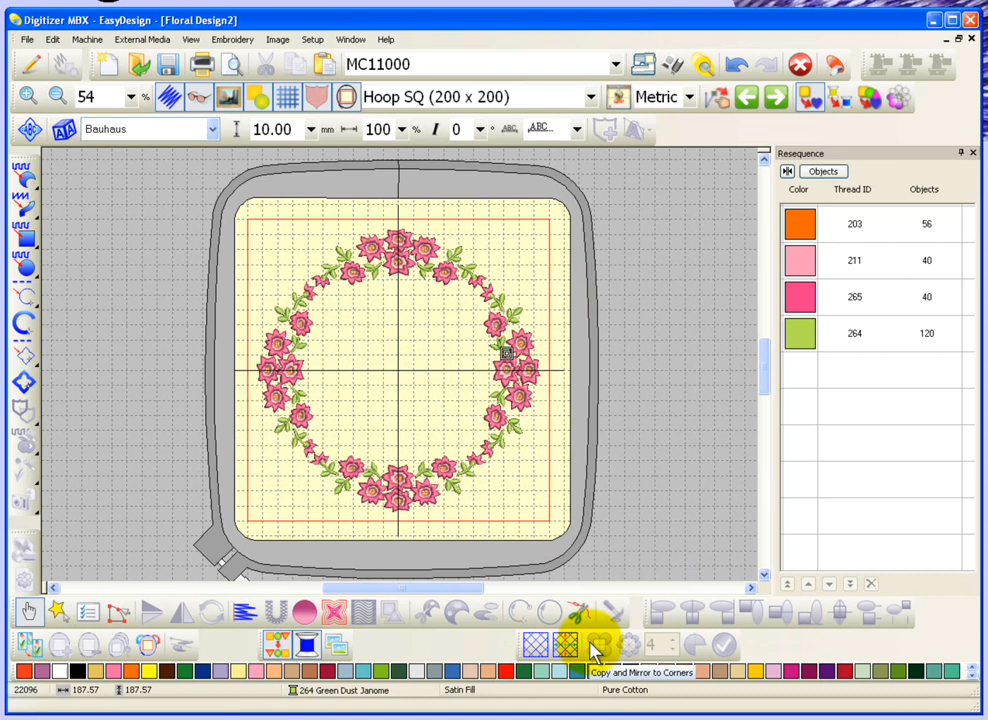 Digitizer MBX - EasyDesign - [Floral Design2]
File Edit Machine External Media View Embroidery Image Setup Window Help
MC11000
54 % Hoop SQ (200 x 200) Metric
Bauhaus 10.00 mm 100 % I 0 ° ABC ABC...
Resequence
Objects
Color Thread ID Objects
203 56
211 40
265 40
264 120
4
Copy and Mirror to Corners
22096 187.57 187.57 264 Green Dust Janome Satin Fill Pure Cotton